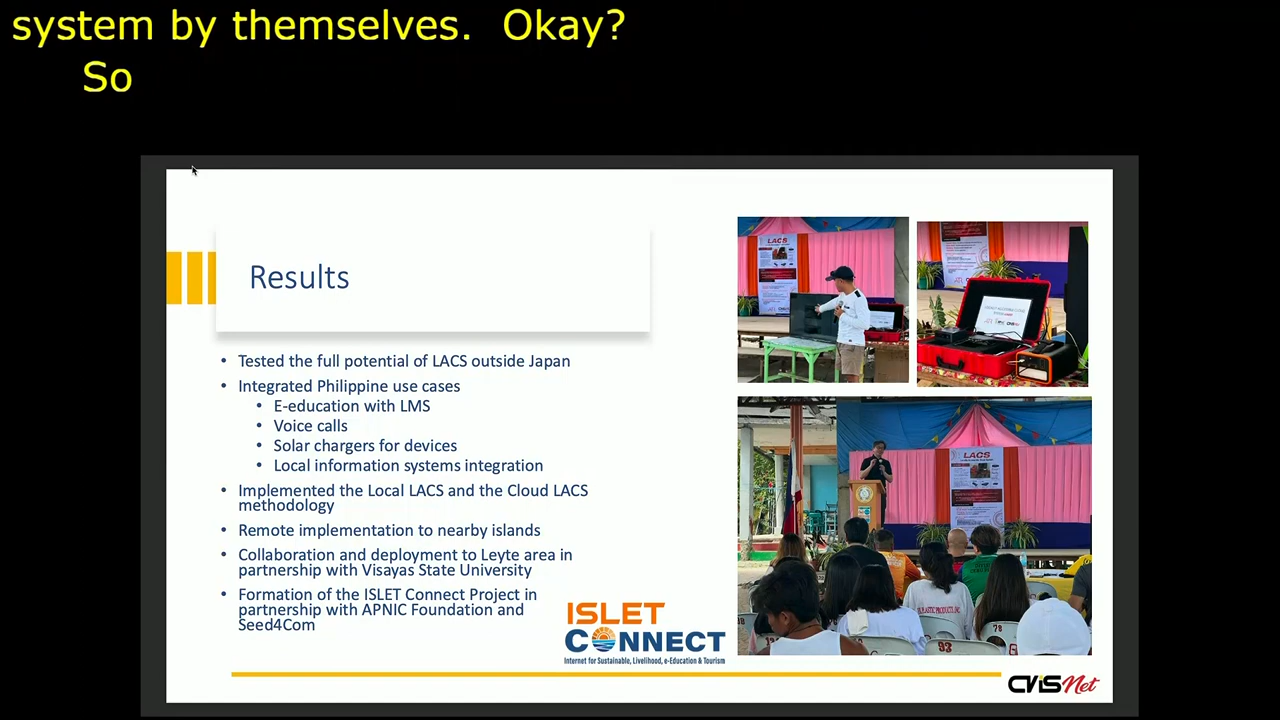 system by themselves.  Okay?
So
Results
• Tested the full potential of LACS outside Japan
• Integrated Philippine use cases
• E-education with LMS
• Voice calls
• Solar chargers for devices
• Local information systems integration
• Implemented the Local LACS and the Cloud LACS
methodology
• Remote implementation to nearby islands
• Collaboration and deployment to Leyte area in
partnership with Visayas State University
• Formation of the ISLET Connect Project in
partnership with APNIC Foundation and
Seed4Com
ISLET
CONNECT
Internet for Sustainable, Livelihood, e-Education & Tourism
LACS
LACS
93
78
CViSNet